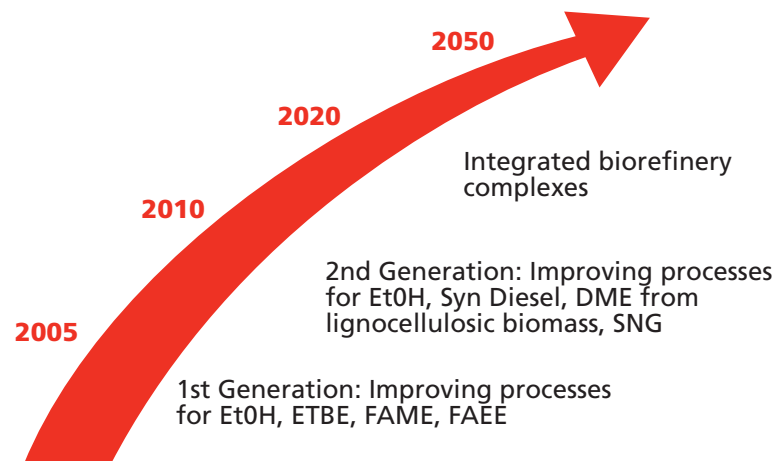 2050
2020
Integrated biorefinery
complexes
2010
2nd Generation: Improving processes
for Et0H, Syn Diesel, DME from
lignocellulosic biomass, SNG
2005
1st Generation: Improving processes
for Et0H, ETBE, FAME, FAEE